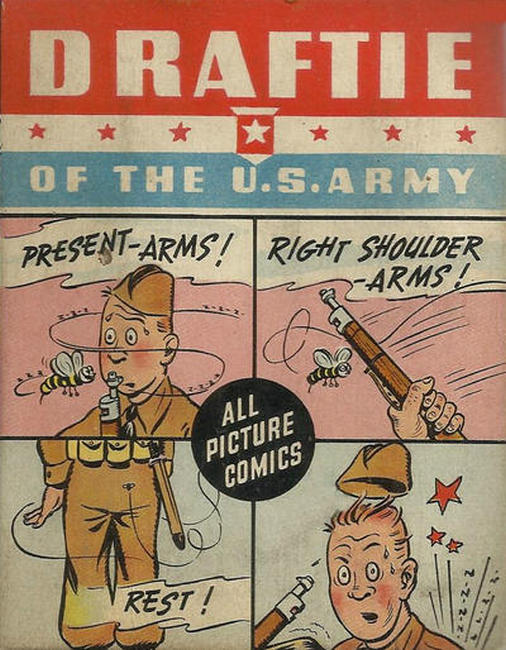 DRAFTIE
OF THE U.S. ARMY
PRESENT-ARMS!
RIGHT SHOULDER
-ARMS!
Z-Z-Z
Z-Z-Z
Z-Z-Z-Z
ALL
PICTURE
COMICS
REST!
Z-Z-Z-Z
Z-Z-Z-Z